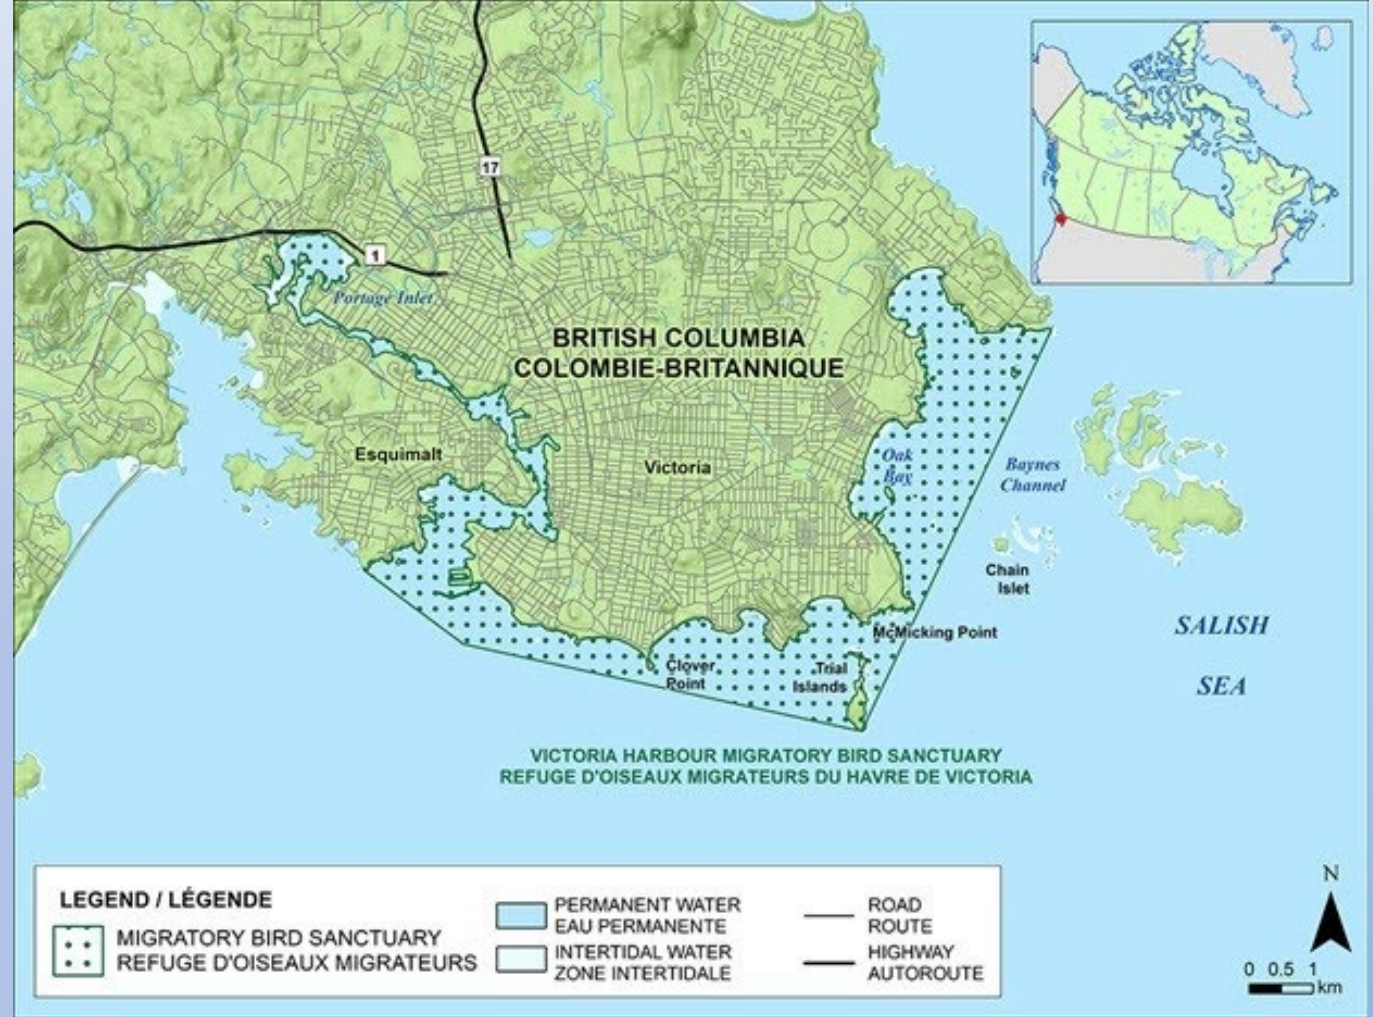 17
1
Portage Inlet
BRITISH COLUMBIA
COLOMBIE-BRITANNIQUE
Esquimalt
Victoria
Oak
Bay
Baynes
Channel
Chain
Islet
SALISH
SEA
McMicking Point
Clover
Point
Trial
Islands
VICTORIA HARBOUR MIGRATORY BIRD SANCTUARY
REFUGE D'OISEAUX MIGRATEURS DU HAVRE DE VICTORIA
LEGEND / LÉGENDE
MIGRATORY BIRD SANCTUARY
REFUGE D'OISEAUX MIGRATEURS
PERMANENT WATER
EAU PERMANENTE
INTERTIDAL WATER
ZONE INTERTIDALE
ROAD
ROUTE
HIGHWAY
AUTOROUTE
N
0 0.5 1
km